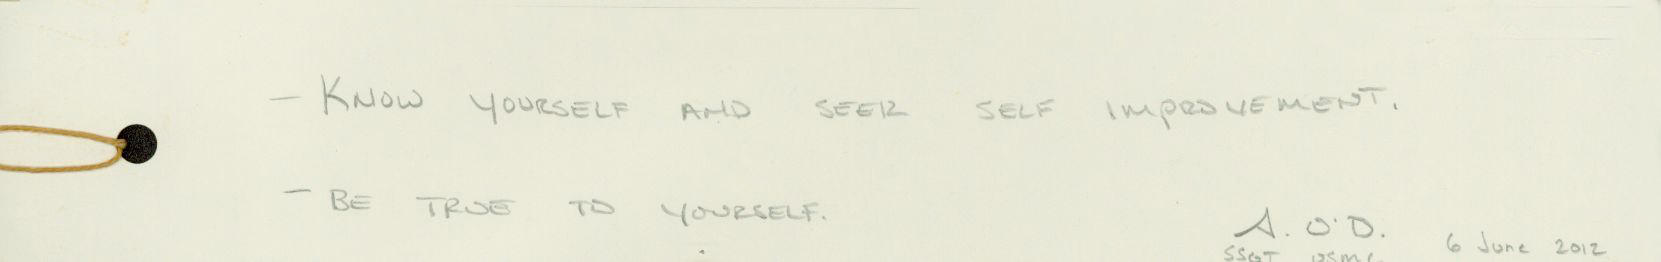 - KNOW YOURSELF AND SEEK SELF IMPROVEMENT.
- BE TRUE TO YOURSELF.
A. O'D.
SSGT USMC 6 June 2012